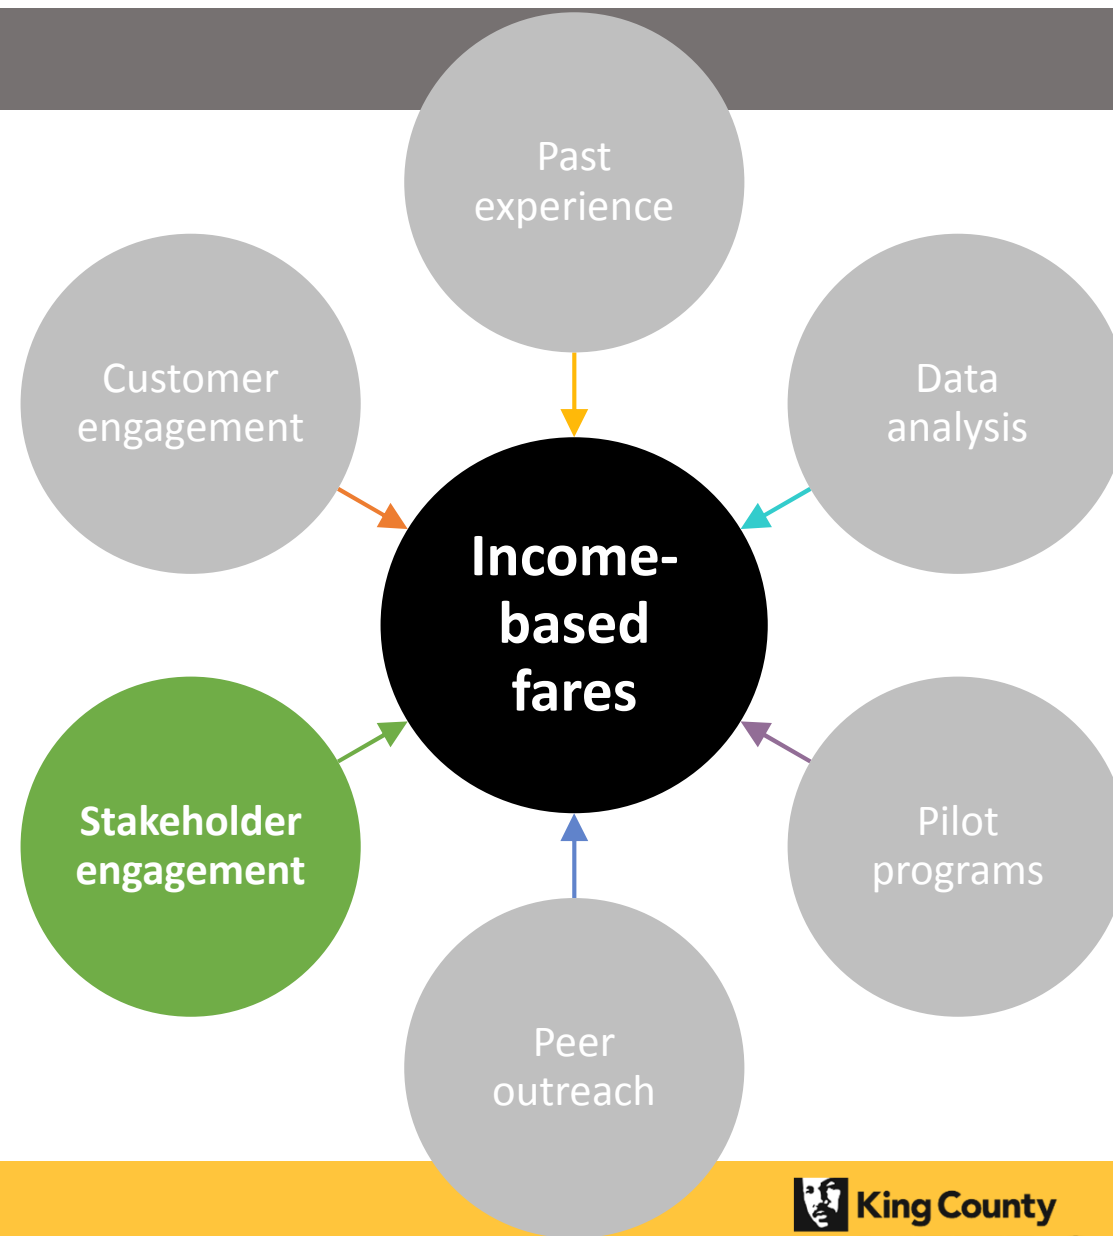 Past
experience
Customer
engagement
Data
analysis
Income-
based
fares
Stakeholder
engagement
Pilot
programs
Peer
outreach
King County